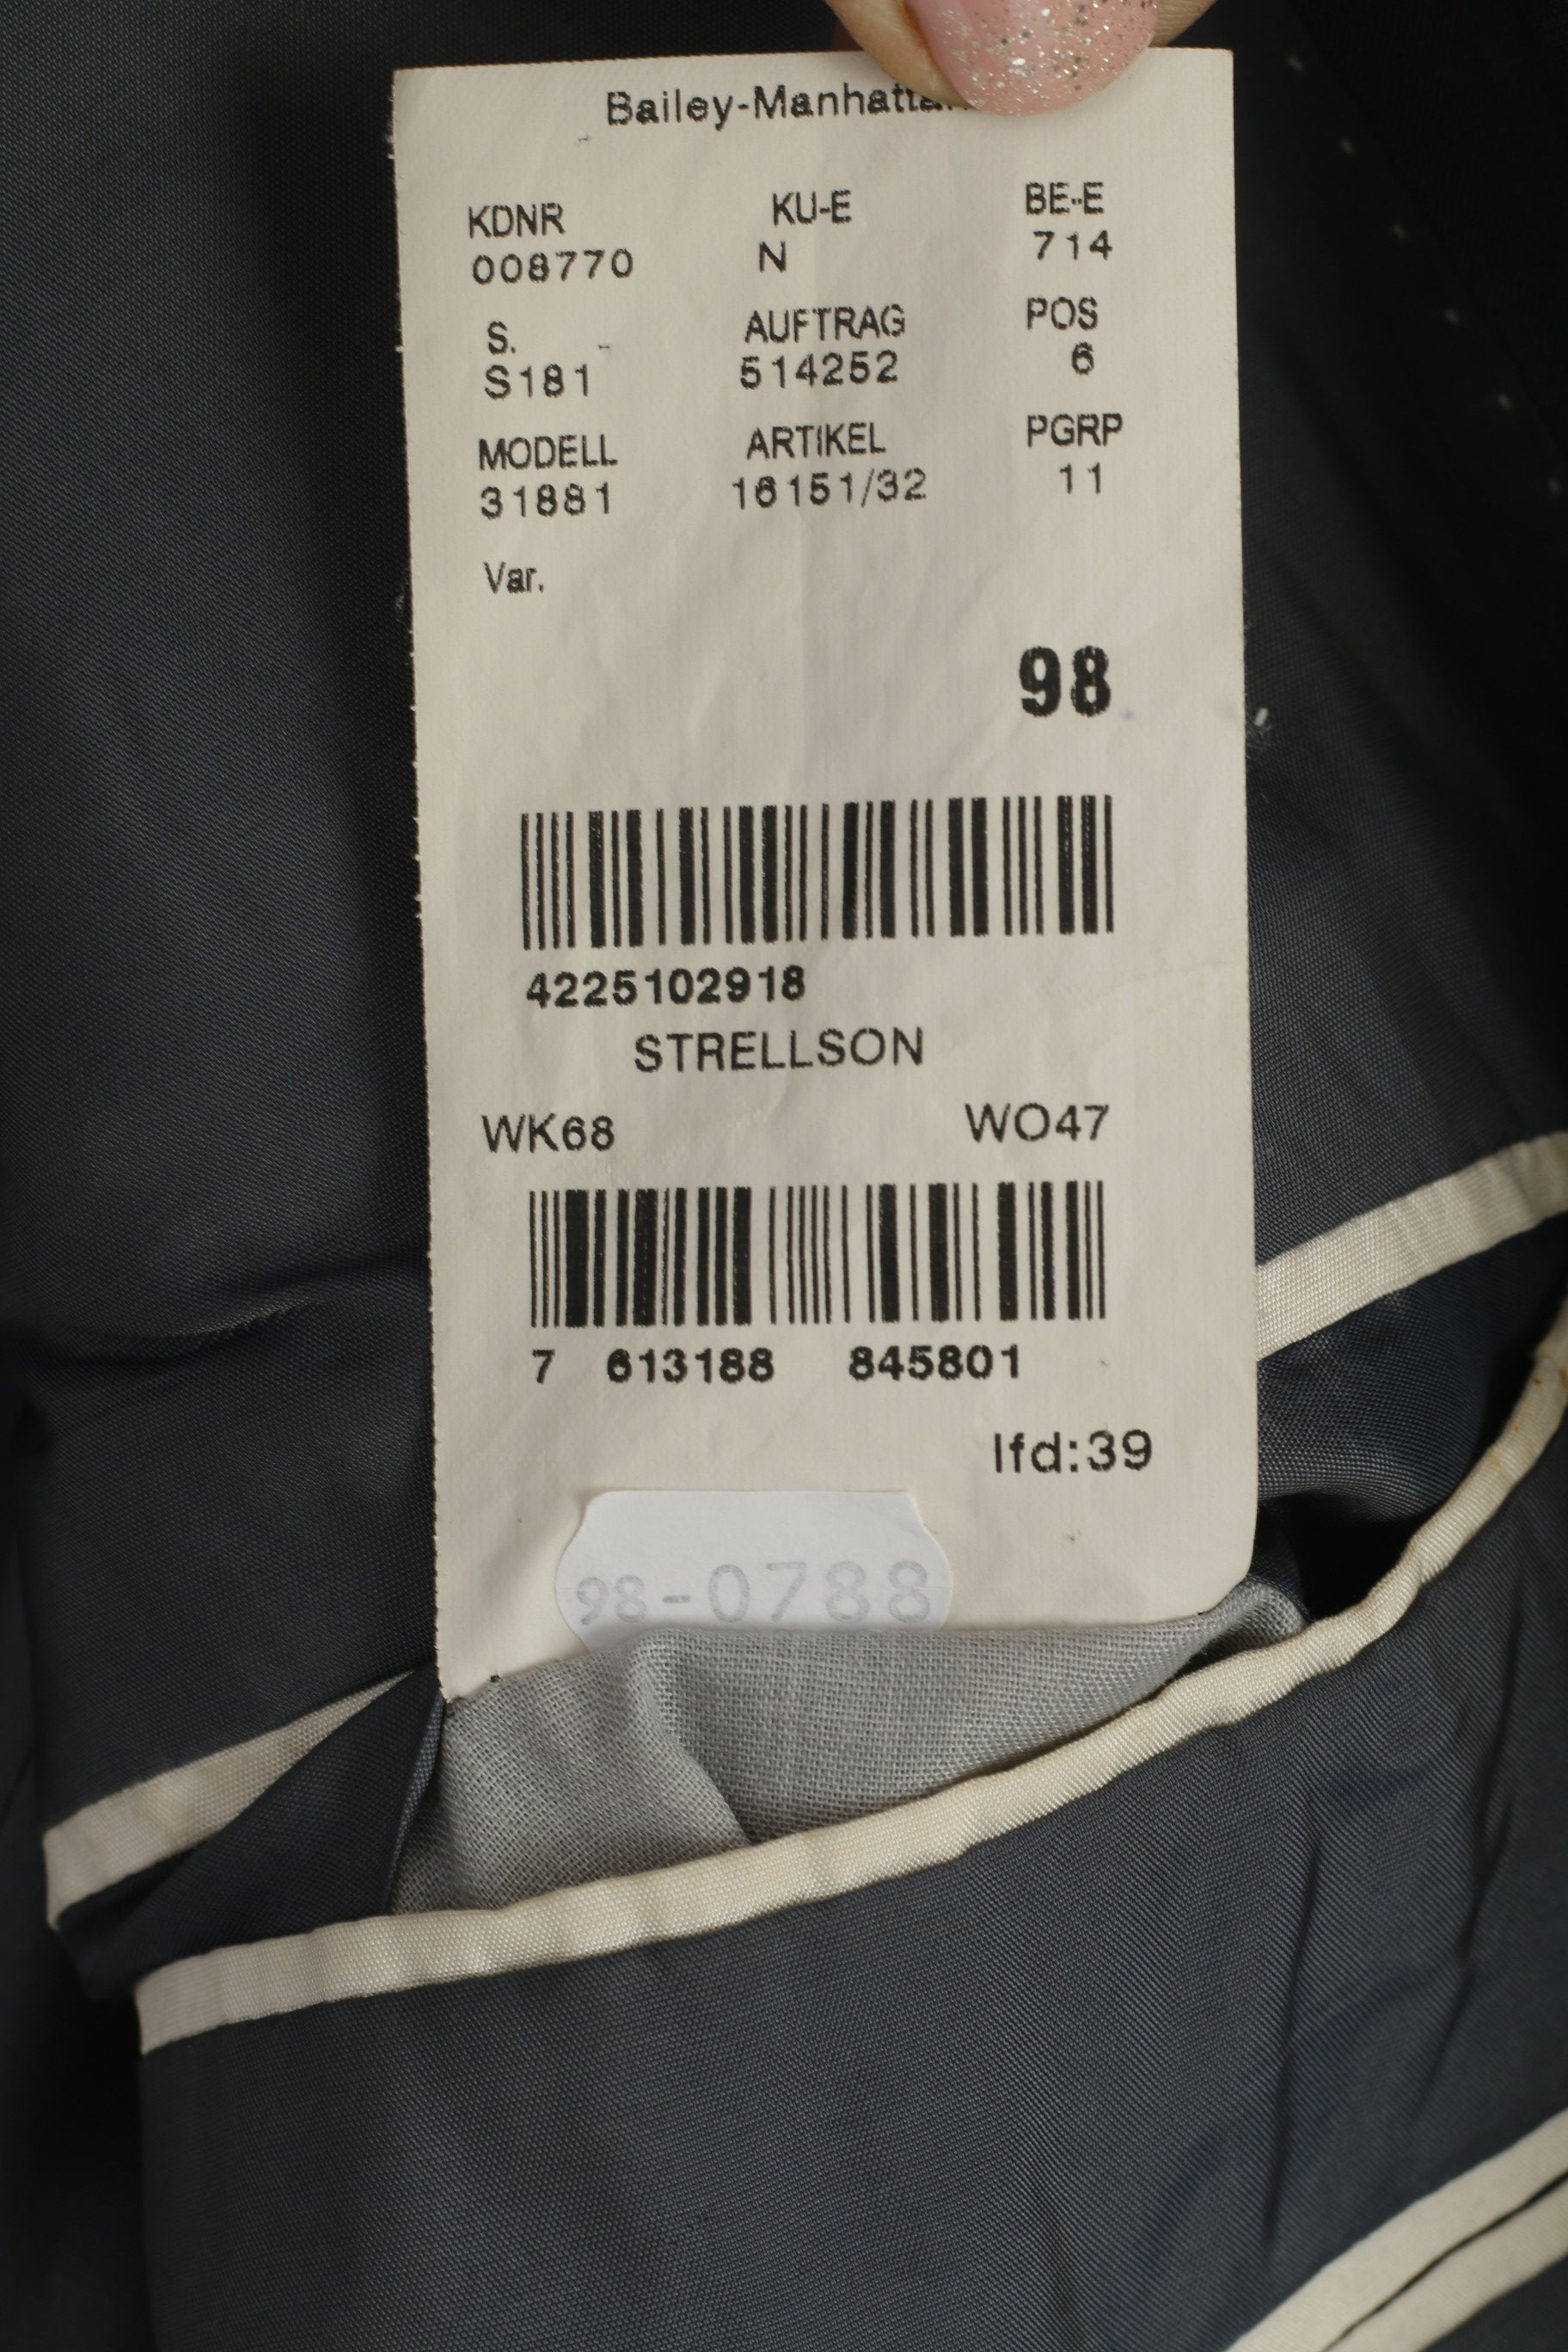 Bailey-Manhattan
KDNR KU-E BE-E
008770 N 714
S. AUFTRAG POS
S181 514252 6
MODELL ARTIKEL PGRP
31881 16151/32 11
Var.
98
4225102918
STRELLSON
WK68 WO47
7 613188 845801
lfd:39
98-0788